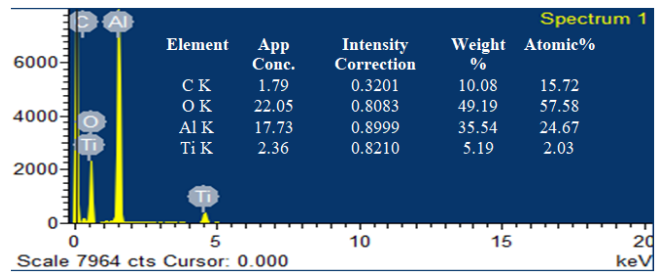 C Al Spectrum 1
Element App Intensity Weight Atomic%
Conc. Correction %
6000
C K 1.79 0.3201 10.08 15.72
O K 22.05 0.8083 49.19 57.58
4000
O Al K 17.73 0.8999 35.54 24.67
Ti Ti K 2.36 0.8210 5.19 2.03
2000
Ti
0
0 5 10 15 20
Scale 7964 cts Cursor: 0.000 keV